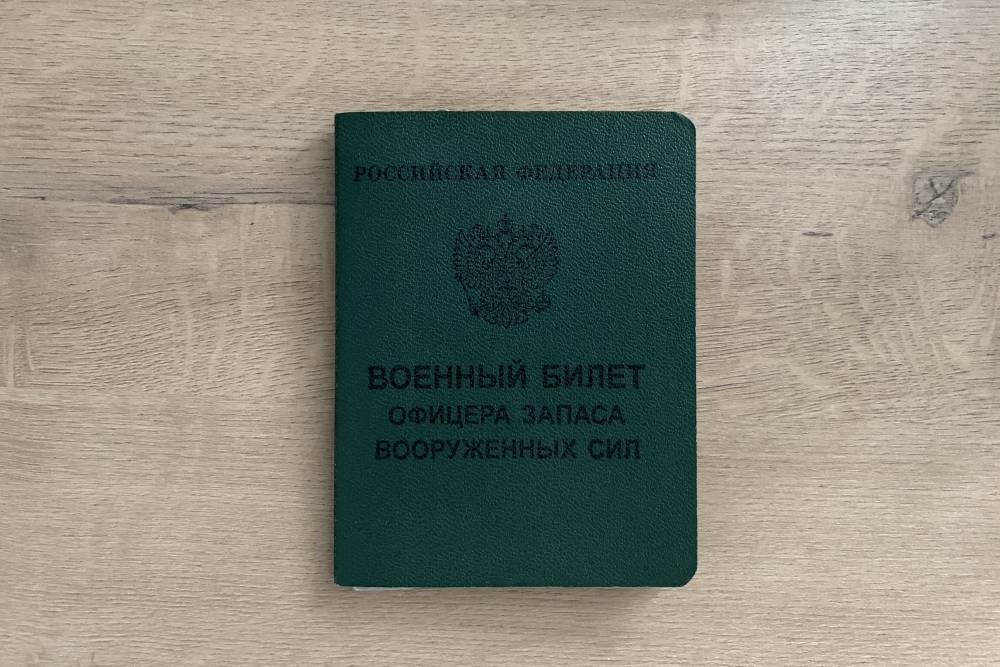 РОССИЙСКАЯ ФЕДЕРАЦИЯ
ВОЕННЫЙ БИЛЕТ
ОФИЦЕРА ЗАПАСА
ВООРУЖЕННЫХ СИЛ